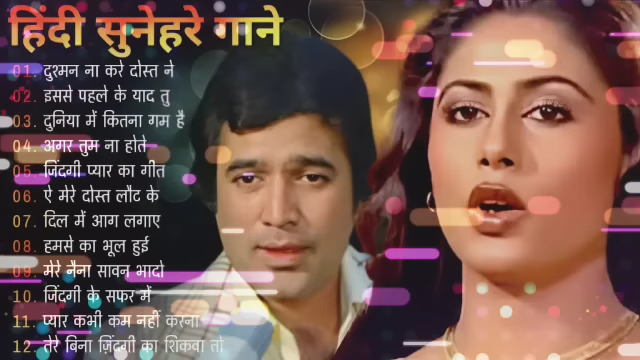 हिंदी सुनेहरे गाने
01. दुश्मन ना करे दोस्त ने
02. इससे पहले के याद तु
03. दुनिया में कितना गम है
04. अगर तुम ना होते
05. जिंदगी प्यार का गीत
06. ऐ मेरे दोस्त लौट के
07. दिल में आग लगाए
08. हमसे का भूल हुई
09. मेरे नैना सावन भादो
10. जिंदगी के सफर में
11. प्यार कभी कम नहीं करना
12. तेरे बिना ज़िंदगी का शिकवा तो